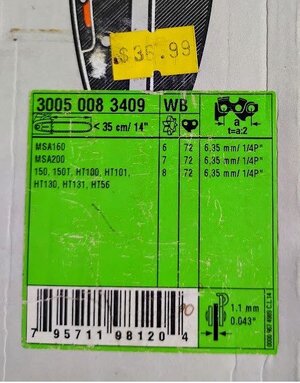 $36.99
3005 008 3409 WB
< 35 cm/ 14" a
t=a:2
MSA160 6 72 6,35 mm/ 1/4P"
MSA200 7 72 6,35 mm/ 1/4P"
150, 150T, HT100, HT101, 8 72 6,35 mm/ 1/4P"
HT130, HT131, HT56
1.1 mm
0.043"
7 95711 08120 4